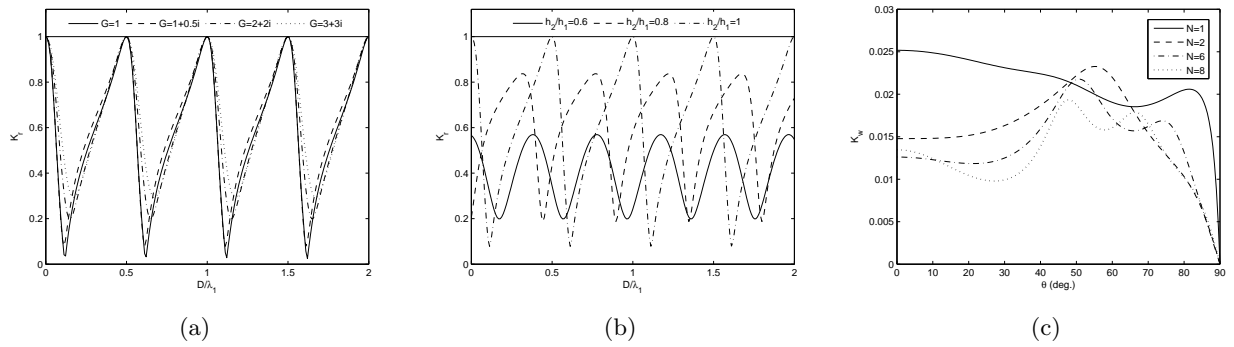 G=1 G=1+0.5i G=2+2i G=3+3i
1
0.8
0.6
0.4
0.2
0
K_r
0 0.5 1 1.5 2
D/λ_1
(a)
h_2/h_1=0.6 h_2/h_1=0.8 h_2/h_1=1
1
0.8
0.6
0.4
0.2
0
K_r
0 0.5 1 1.5 2
D/λ_1
(b)
N=1
N=2
N=6
N=8
0.03
0.025
0.02
0.015
0.01
0.005
0
K_w
0 10 20 30 40 50 60 70 80 90
θ (deg.)
(c)